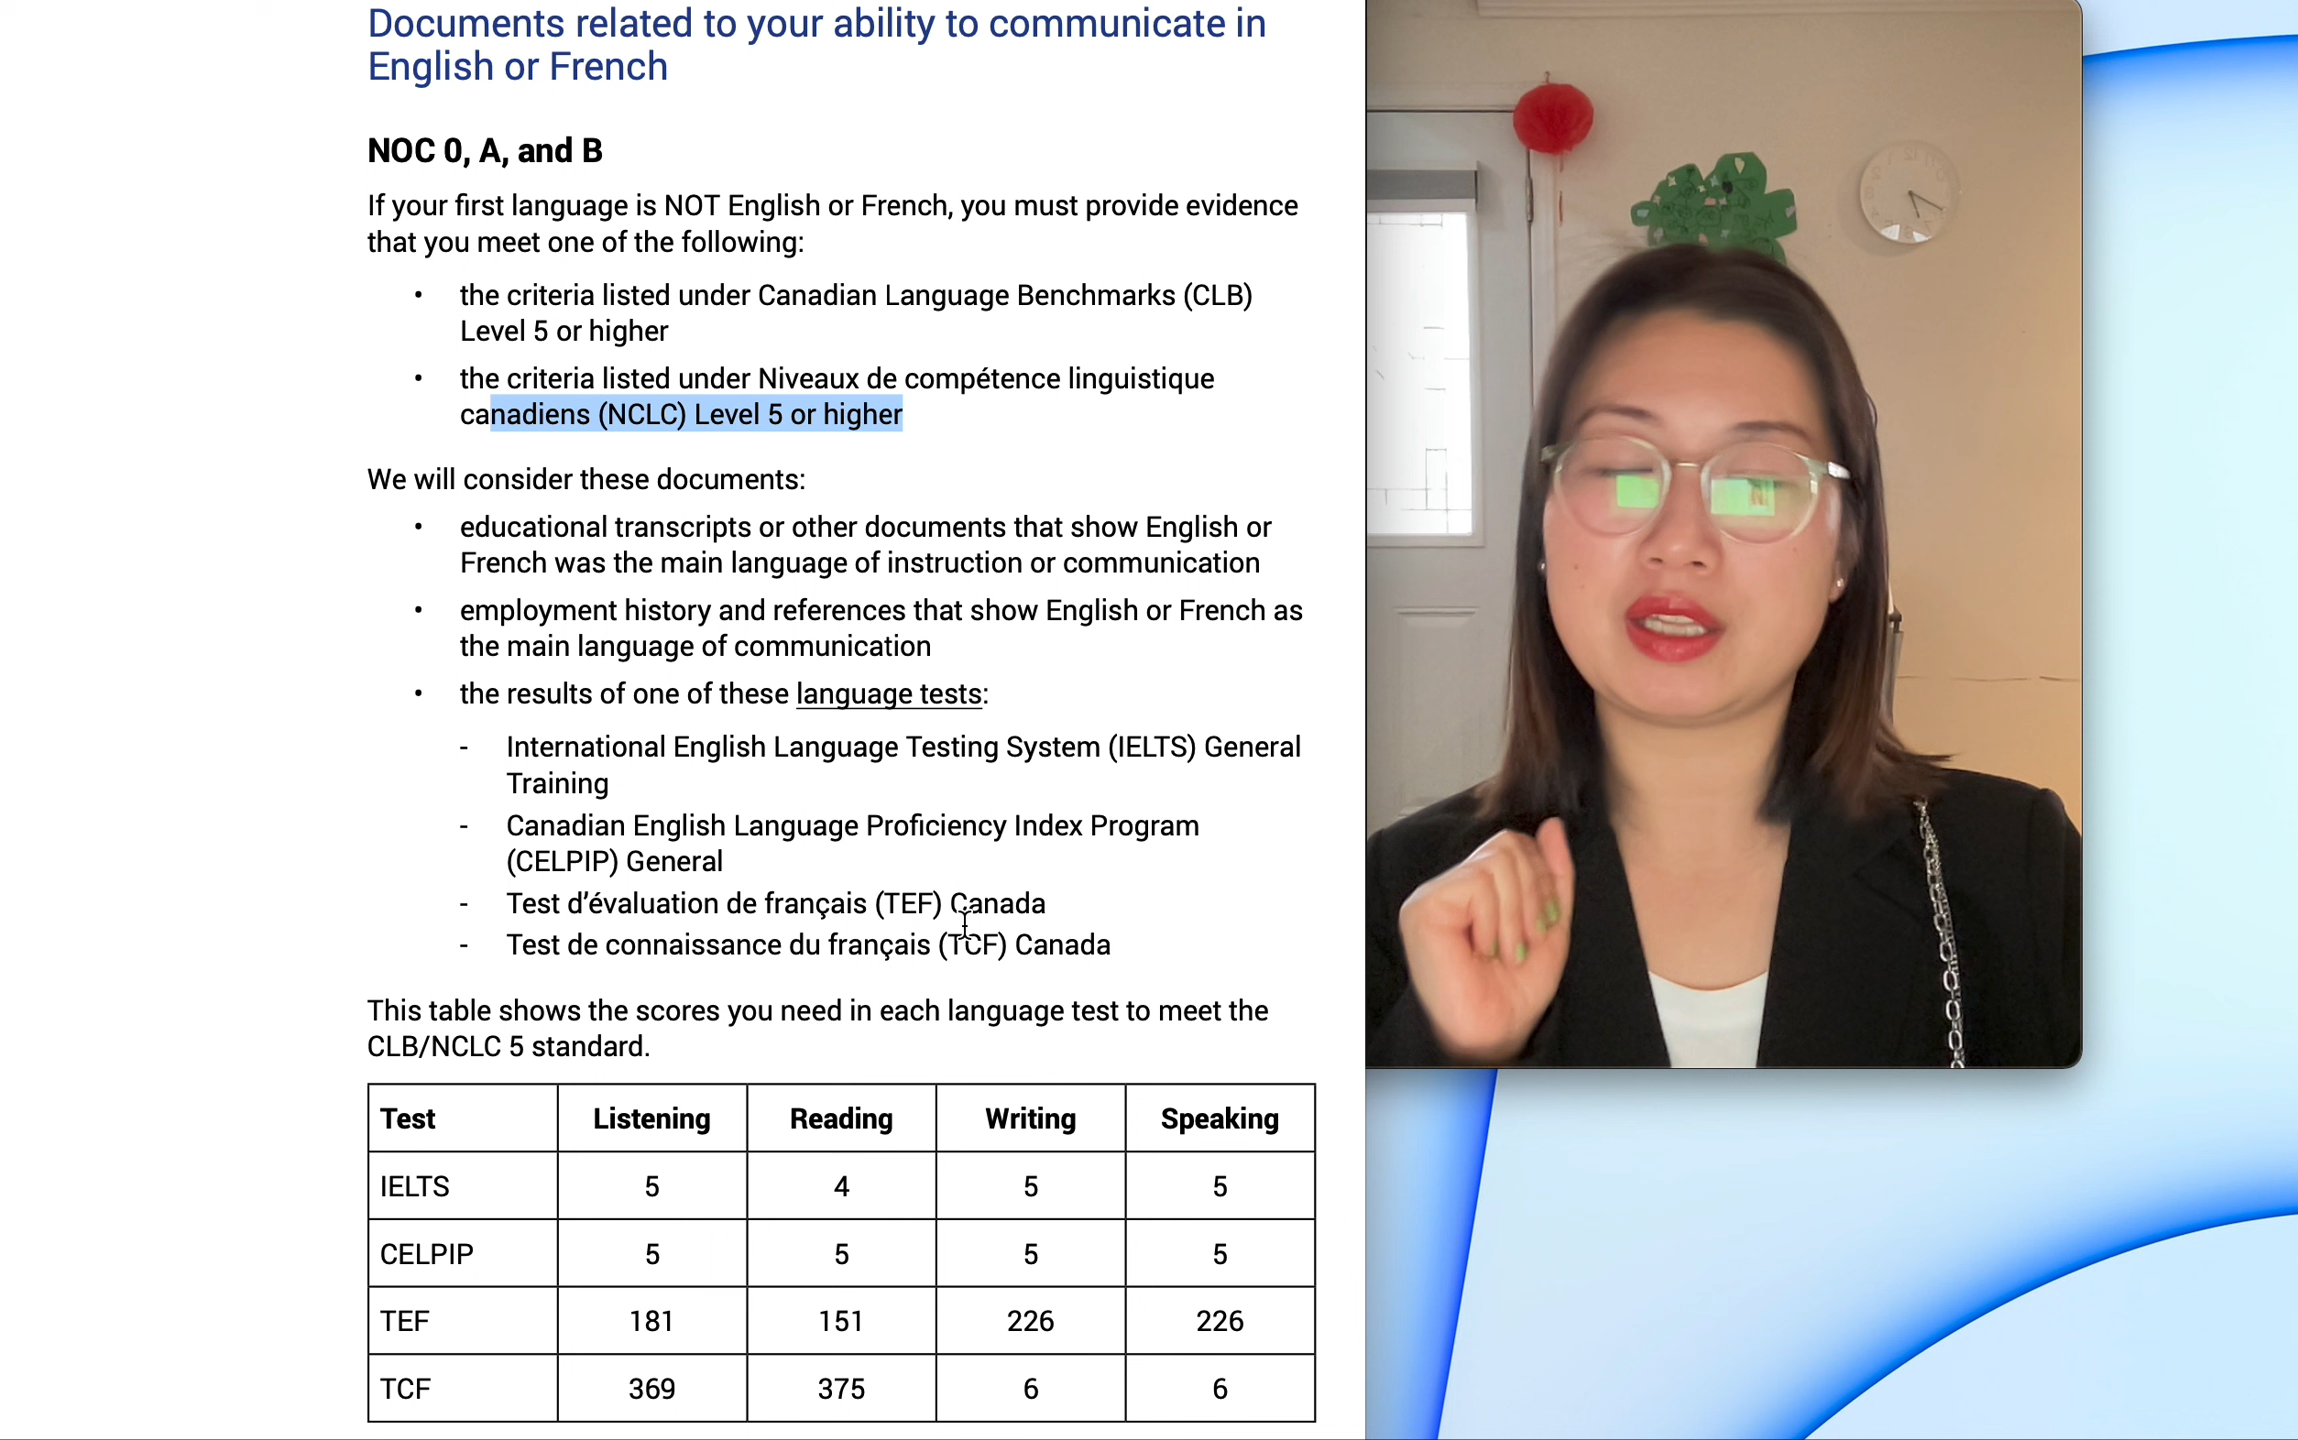 Documents related to your ability to communicate in
English or French
NOC 0, A, and B
If your first language is NOT English or French, you must provide evidence
that you meet one of the following:
• the criteria listed under Canadian Language Benchmarks (CLB)
Level 5 or higher
• the criteria listed under Niveaux de compétence linguistique
canadiens (NCLC) Level 5 or higher
We will consider these documents:
• educational transcripts or other documents that show English or
French was the main language of instruction or communication
• employment history and references that show English or French as
the main language of communication
• the results of one of these language tests:
- International English Language Testing System (IELTS) General
Training
- Canadian English Language Proficiency Index Program
(CELPIP) General
- Test d’évaluation de français (TEF) Canada
- Test de connaissance du français (TCF) Canada
This table shows the scores you need in each language test to meet the
CLB/NCLC 5 standard.
Test Listening Reading Writing Speaking
IELTS 5 4 5 5
CELPIP 5 5 5 5
TEF 181 151 226 226
TCF 369 375 6 6